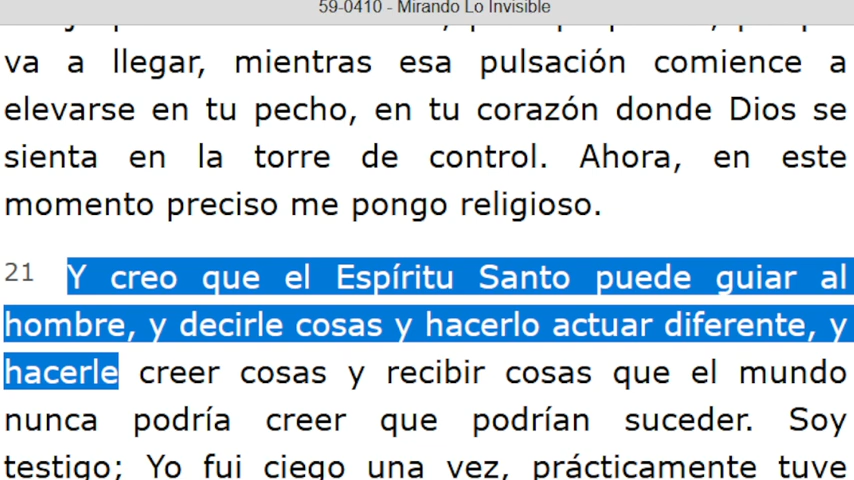 59-0410 - Mirando Lo Invisible
va a llegar, mientras esa pulsación comience a
elevarse en tu pecho, en tu corazón donde Dios se
sienta en la torre de control. Ahora, en este
momento preciso me pongo religioso.
21 Y creo que el Espíritu Santo puede guiar al
hombre, y decirle cosas y hacerlo actuar diferente, y
hacerle creer cosas y recibir cosas que el mundo
nunca podría creer que podrían suceder. Soy
testigo; Yo fui ciego una vez, prácticamente tuve